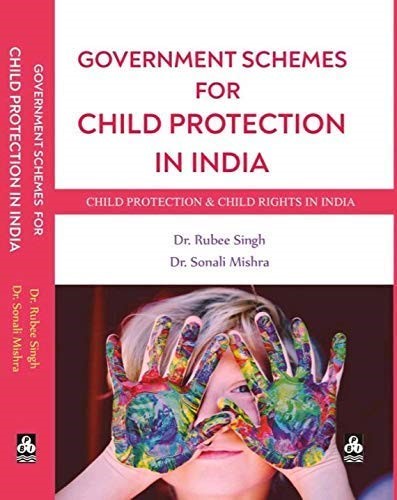 GOVERNMENT SCHEMES FOR
CHILD PROTECTION IN INDIA
Dr. Rubee Singh
Dr. Sonali Mishra
GOVERNMENT SCHEMES
FOR
CHILD PROTECTION
IN INDIA
CHILD PROTECTION & CHILD RIGHTS IN INDIA
Dr. Rubee Singh
Dr. Sonali Mishra